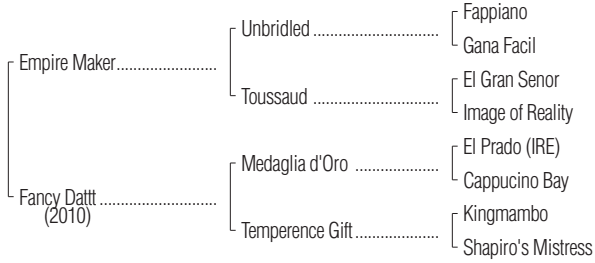 Fappiano
Unbridled
Gana Facil
Empire Maker
El Gran Senor
Toussaud
Image of Reality
El Prado (IRE)
Medaglia d'Oro
Cappucino Bay
Fancy Dattt
(2010)
Kingmambo
Temperence Gift
Shapiro's Mistress